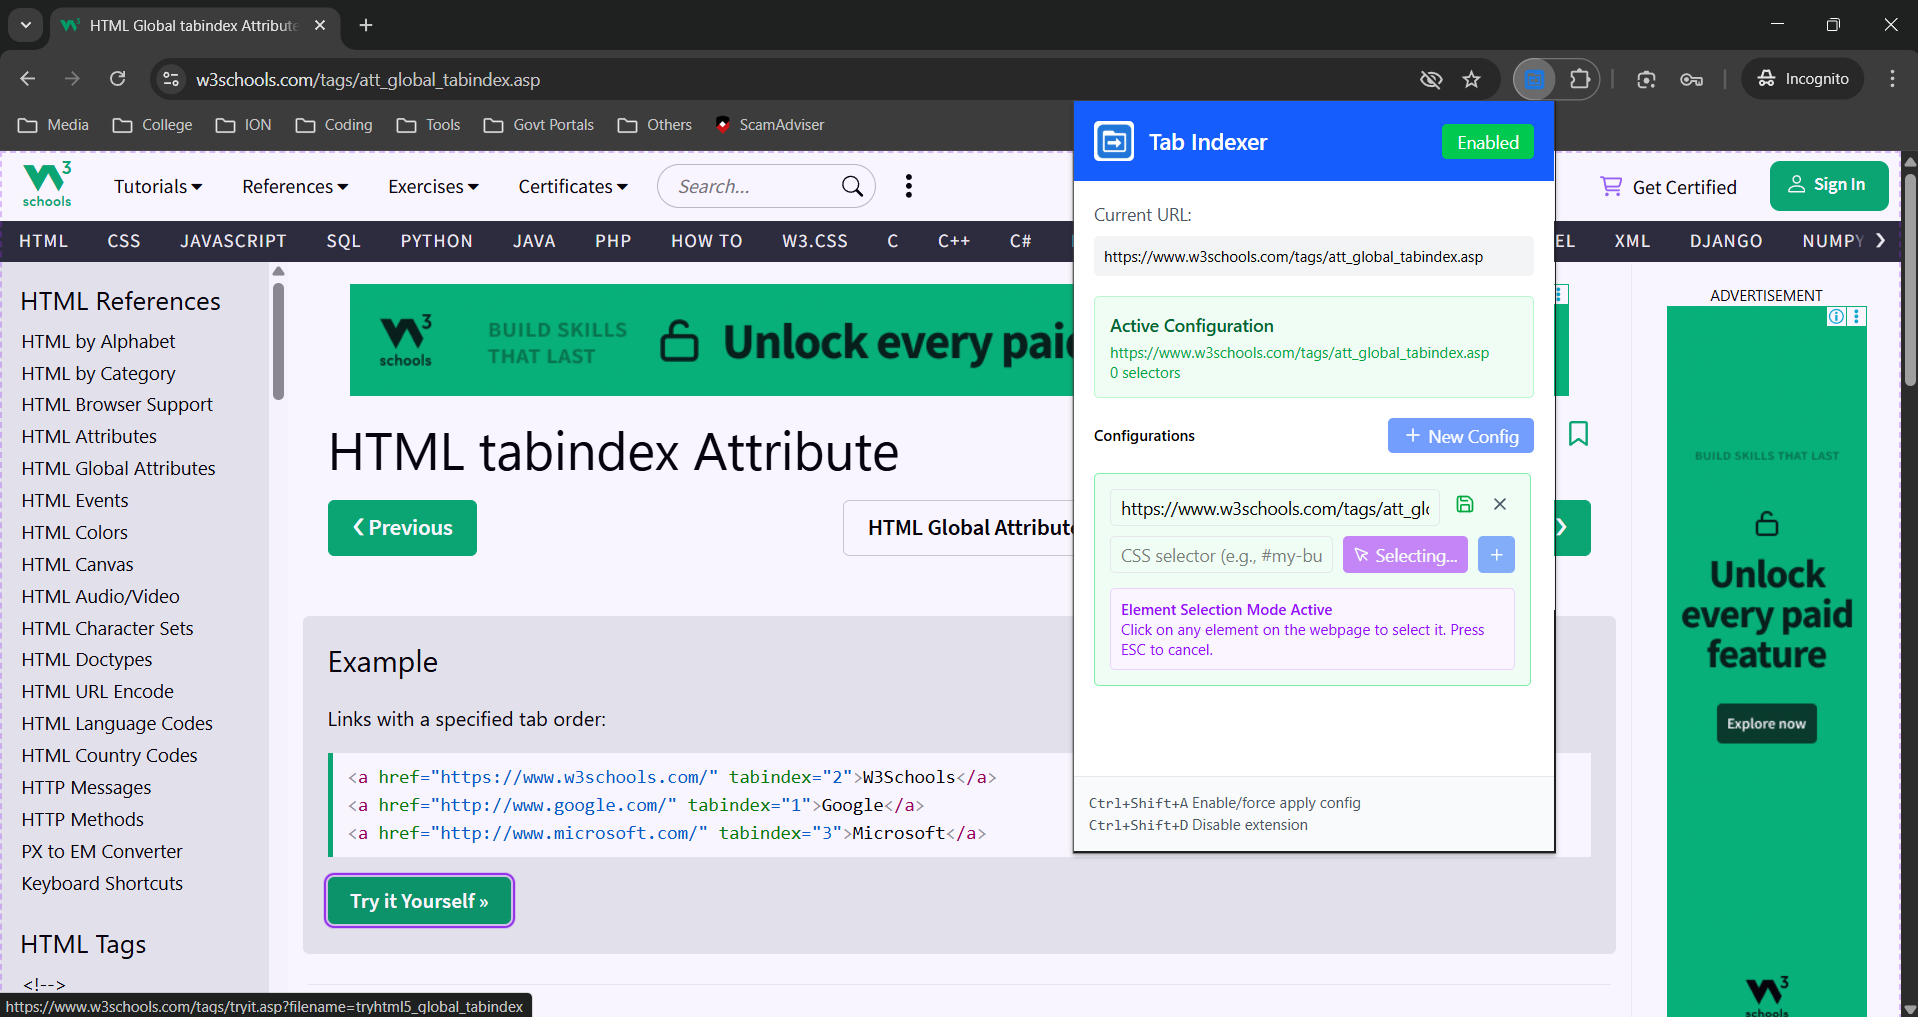 HTML Global tabindex Attribute
w3schools.com/tags/att_global_tabindex.asp
Incognito
Media
College
ION
Coding
Tools
Govt Portals
Others
ScamAdviser
W3
schools
Tutorials
References
Exercises
Certificates
Search...
Get Certified
Sign In
HTML
CSS
JAVASCRIPT
SQL
PYTHON
JAVA
PHP
HOW TO
W3.CSS
C
C++
C#
EL
XML
DJANGO
NUMPY
Tab Indexer
Enabled
Current URL:
https://www.w3schools.com/tags/att_global_tabindex.asp
Active Configuration
https://www.w3schools.com/tags/att_global_tabindex.asp
0 selectors
Configurations
+ New Config
https://www.w3schools.com/tags/att_gl
CSS selector (e.g., #my-bu
Selecting...
+
Element Selection Mode Active
Click on any element on the webpage to select it. Press
ESC to cancel.
Ctrl+Shift+A Enable/force apply config
Ctrl+Shift+D Disable extension
HTML References
HTML by Alphabet
HTML by Category
HTML Browser Support
HTML Attributes
HTML Global Attributes
HTML Events
HTML Colors
HTML Canvas
HTML Audio/Video
HTML Character Sets
HTML Doctypes
HTML URL Encode
HTML Language Codes
HTML Country Codes
HTTP Messages
HTTP Methods
PX to EM Converter
Keyboard Shortcuts
HTML Tags
<!-->
https://www.w3schools.com/tags/tryit.asp?filename=tryhtml5_global_tabindex
W3
schools
BUILD SKILLS
THAT LAST
Unlock every paid
HTML tabindex Attribute
❮ Previous
HTML Global Attribute
❯
Example
Links with a specified tab order:
<a href="https://www.w3schools.com/" tabindex="2">W3Schools</a>
<a href="http://www.google.com/" tabindex="1">Google</a>
<a href="http://www.microsoft.com/" tabindex="3">Microsoft</a>
Try it Yourself »
ADVERTISEMENT
BUILD SKILLS THAT LAST
Unlock
every paid
feature
Explore now
W3
schools